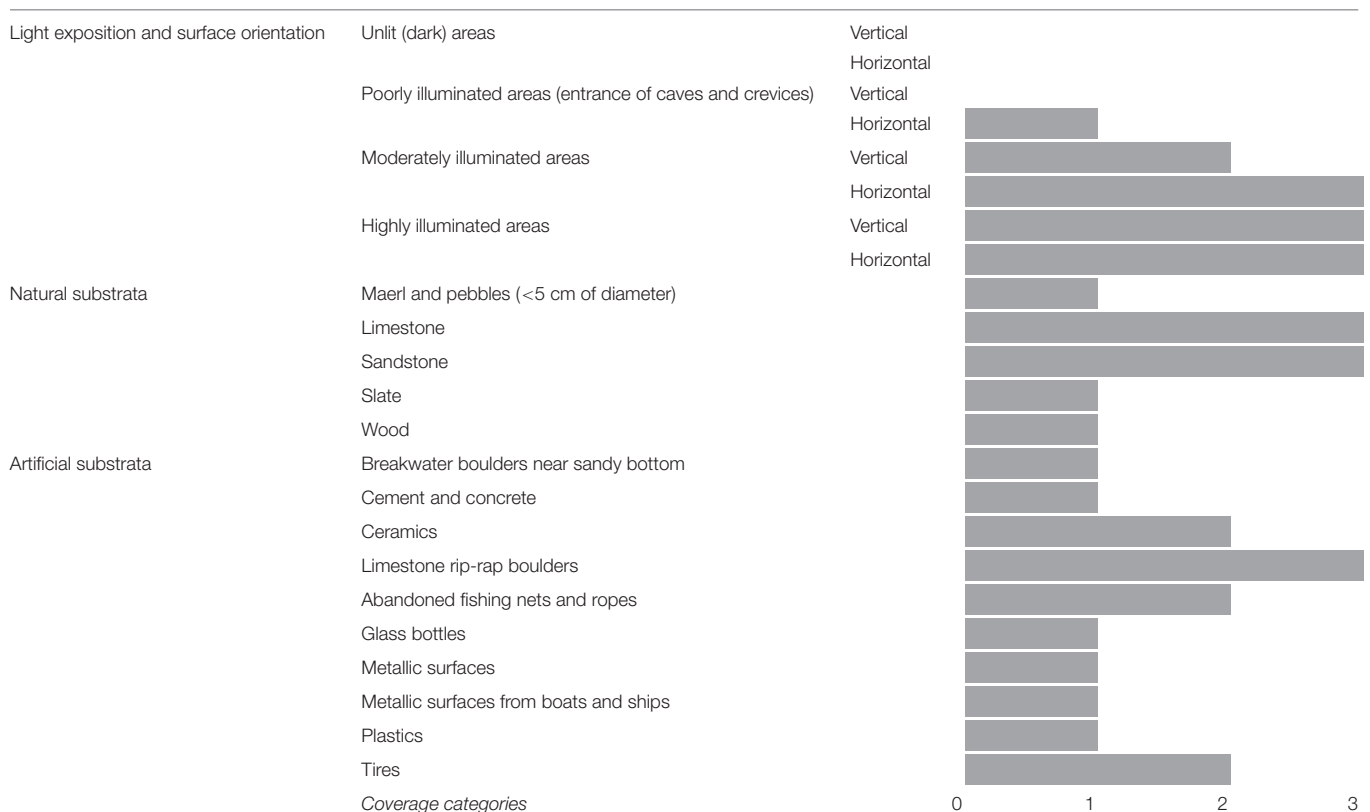 Light exposition and surface orientation Unlit (dark) areas Vertical
Horizontal
Poorly illuminated areas (entrance of caves and crevices) Vertical
Horizontal
Moderately illuminated areas Vertical
Horizontal
Highly illuminated areas Vertical
Horizontal
Natural substrata Maerl and pebbles (<5 cm of diameter)
Limestone
Sandstone
Slate
Wood
Artificial substrata Breakwater boulders near sandy bottom
Cement and concrete
Ceramics
Limestone rip-rap boulders
Abandoned fishing nets and ropes
Glass bottles
Metallic surfaces
Metallic surfaces from boats and ships
Plastics
Tires
Coverage categories 0 1 2 3